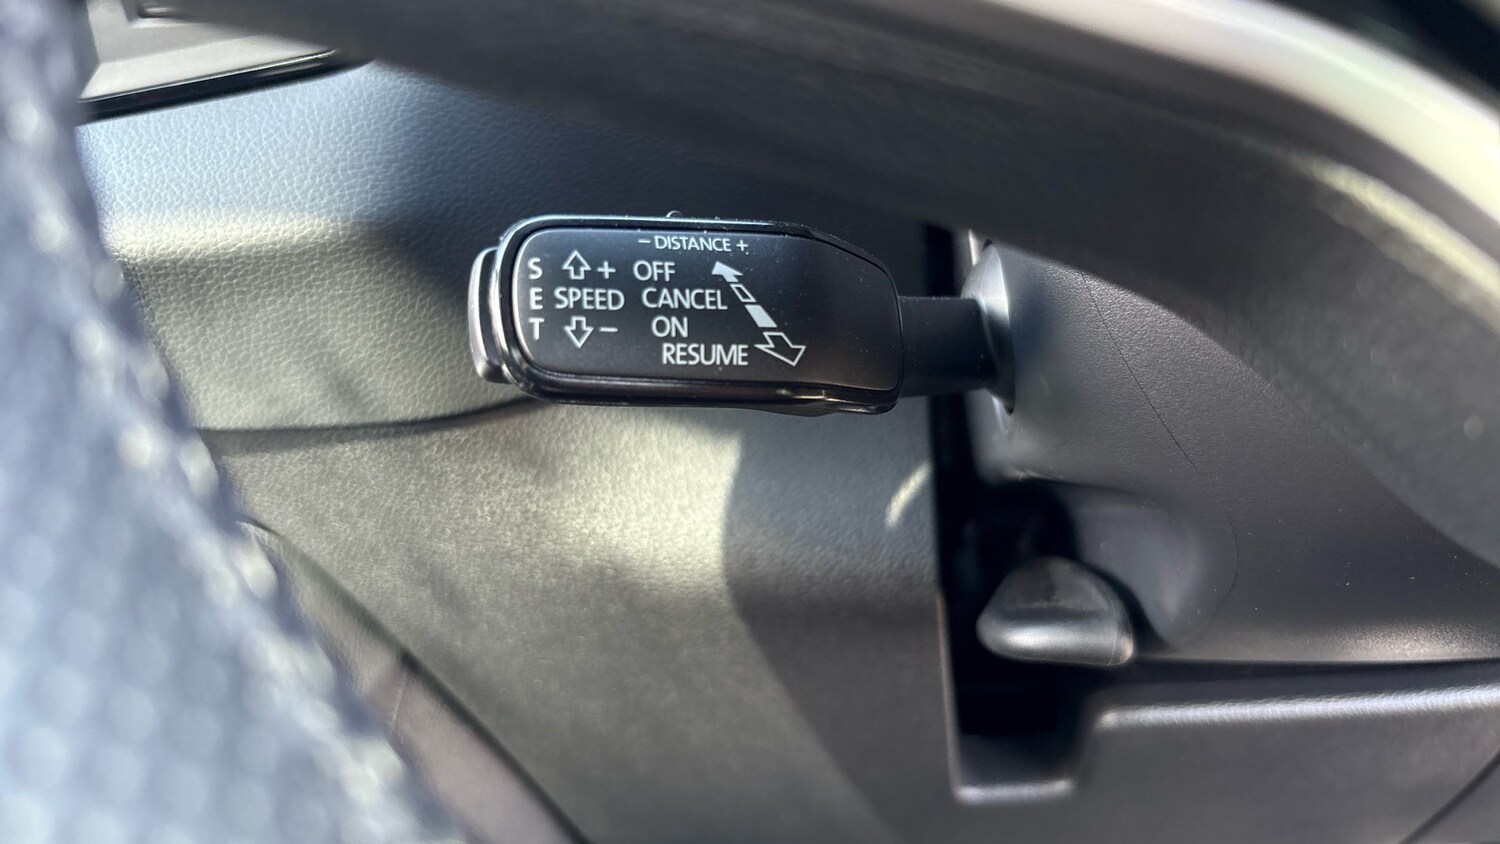 − DISTANCE +
S + OFF
E SPEED CANCEL
T − ON
RESUME